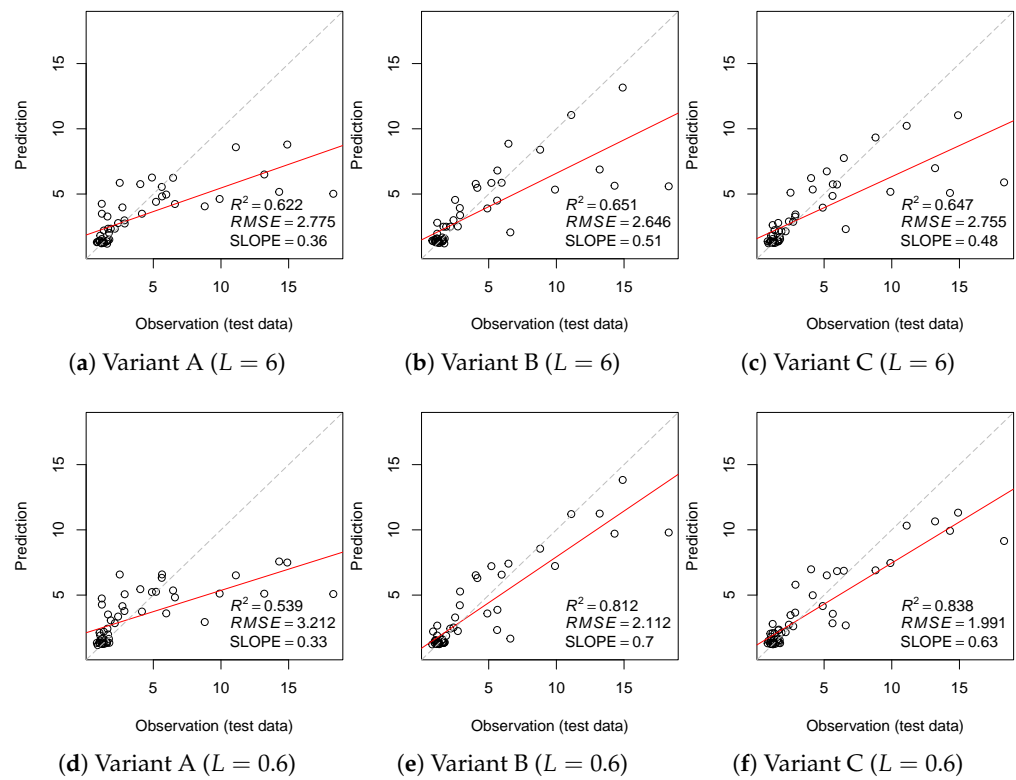 15
10
5
Prediction
R² = 0.622
RMSE = 2.775
SLOPE = 0.36
5 10 15
Observation (test data)
(a) Variant A (L = 6)
15
10
5
Prediction
R² = 0.651
RMSE = 2.646
SLOPE = 0.51
5 10 15
Observation (test data)
(b) Variant B (L = 6)
15
10
5
Prediction
R² = 0.647
RMSE = 2.755
SLOPE = 0.48
5 10 15
Observation (test data)
(c) Variant C (L = 6)
15
10
5
Prediction
R² = 0.539
RMSE = 3.212
SLOPE = 0.33
5 10 15
Observation (test data)
(d) Variant A (L = 0.6)
15
10
5
Prediction
R² = 0.812
RMSE = 2.112
SLOPE = 0.7
5 10 15
Observation (test data)
(e) Variant B (L = 0.6)
15
10
5
Prediction
R² = 0.838
RMSE = 1.991
SLOPE = 0.63
5 10 15
Observation (test data)
(f) Variant C (L = 0.6)